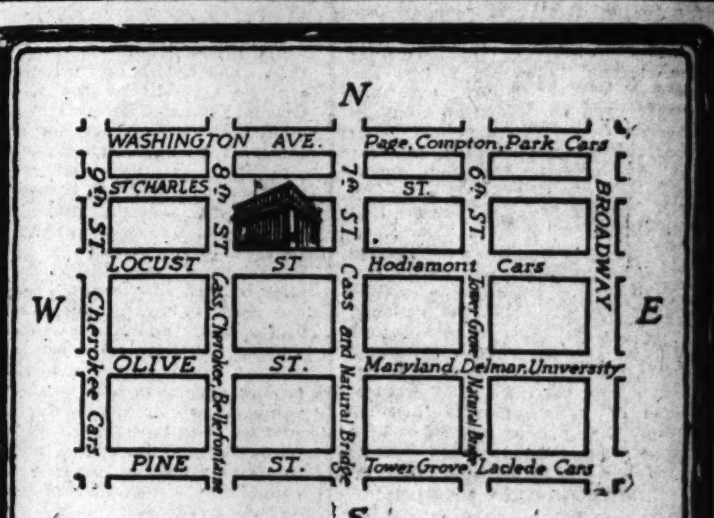 N
WASHINGTON AVE. Page, Compton, Park Cars
9th ST.
8th ST
7th ST
6th ST
BROADWAY
ST CHARLES ST.
LOCUST ST Hodiamont Cars
W
E
Cherokee Cars
Cass, Cherokee, Bellefontaine
Cass and Natural Bridge
Tower Grove Natural Bridge
OLIVE ST. Maryland, Delmar, University
PINE ST. Tower Grove, Laclede Cars
S